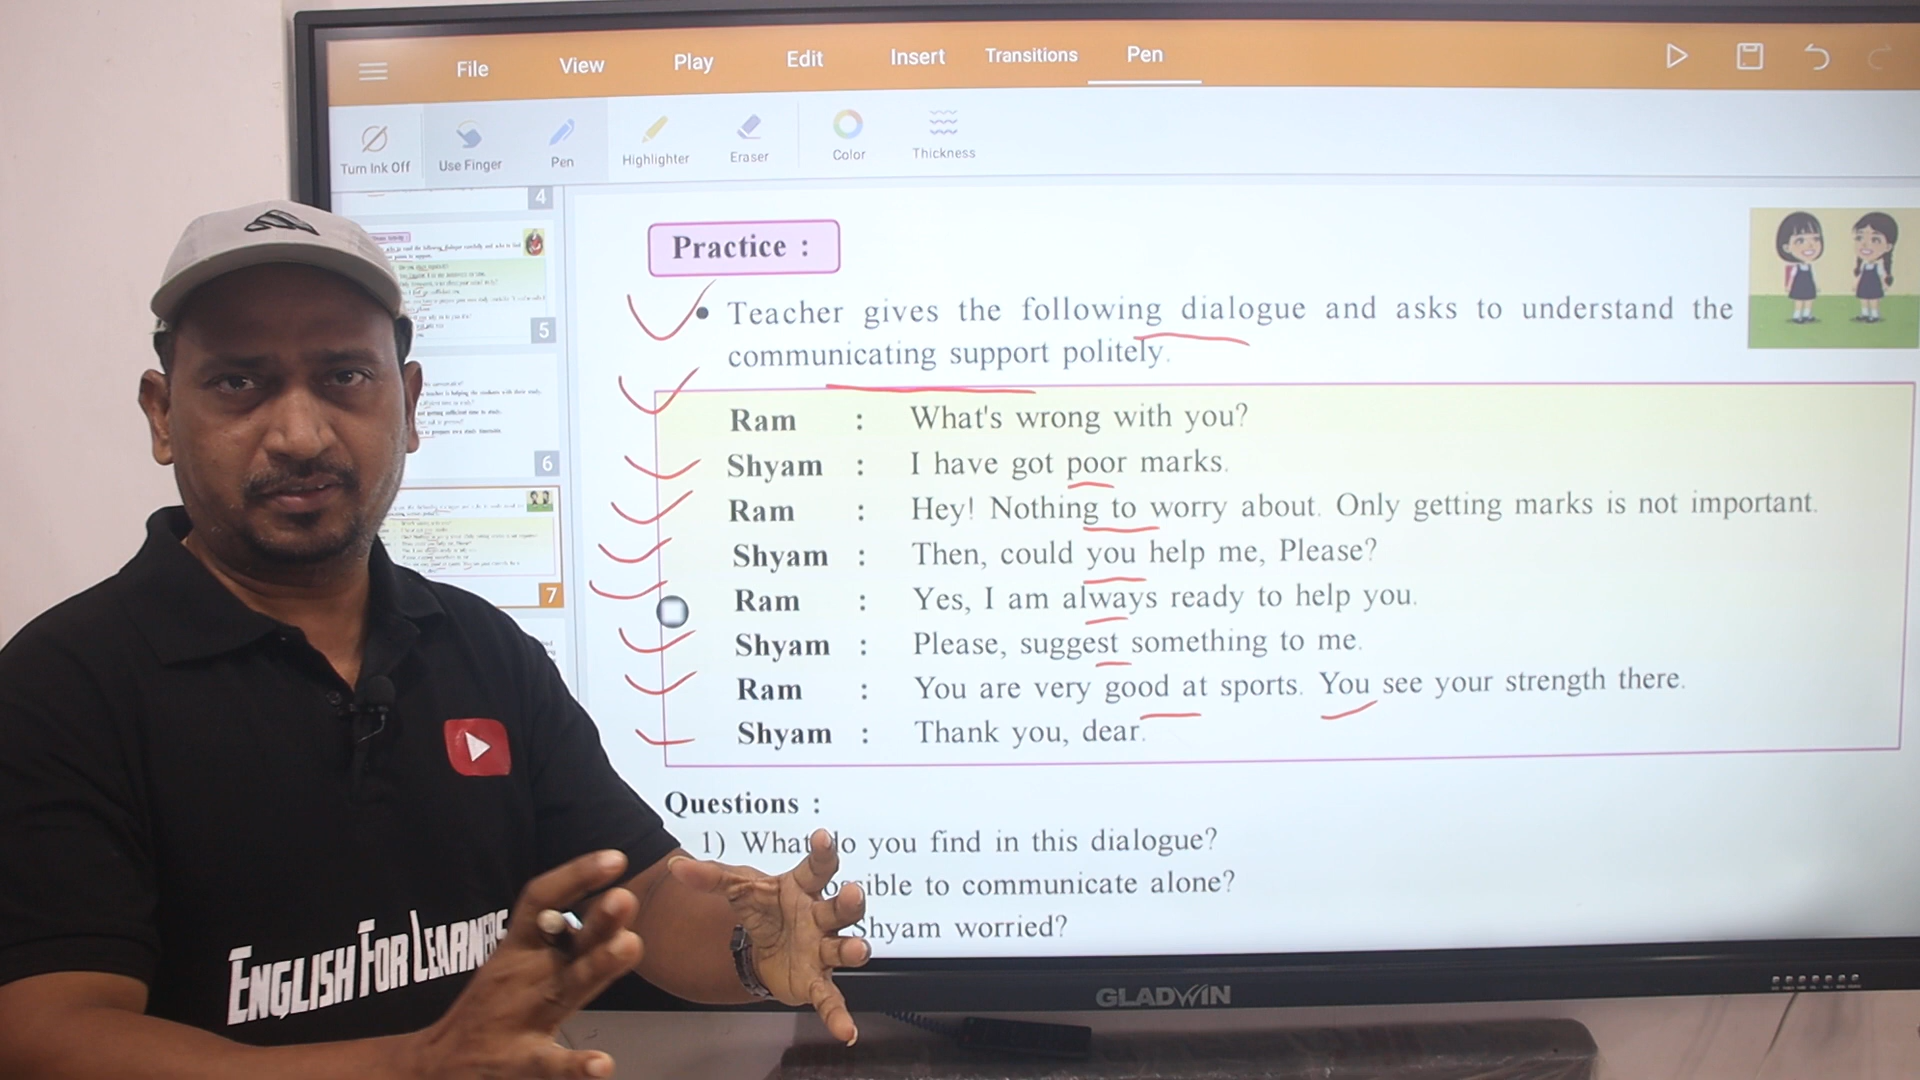 File View Play Edit Insert Transitions Pen
Turn Ink Off Use Finger Pen Highlighter Eraser Color Thickness
4
5
6
7
Practice :
• Teacher gives the following dialogue and asks to understand the
communicating support politely.
Ram : What's wrong with you?
Shyam : I have got poor marks.
Ram : Hey! Nothing to worry about. Only getting marks is not important.
Shyam : Then, could you help me, Please?
Ram : Yes, I am always ready to help you.
Shyam : Please, suggest something to me.
Ram : You are very good at sports. You see your strength there.
Shyam : Thank you, dear.
Questions :
1) What do you find in this dialogue?
to communicate alone?
Shyam worried?
GLADWIN
ENGLISH FOR LEARNERS